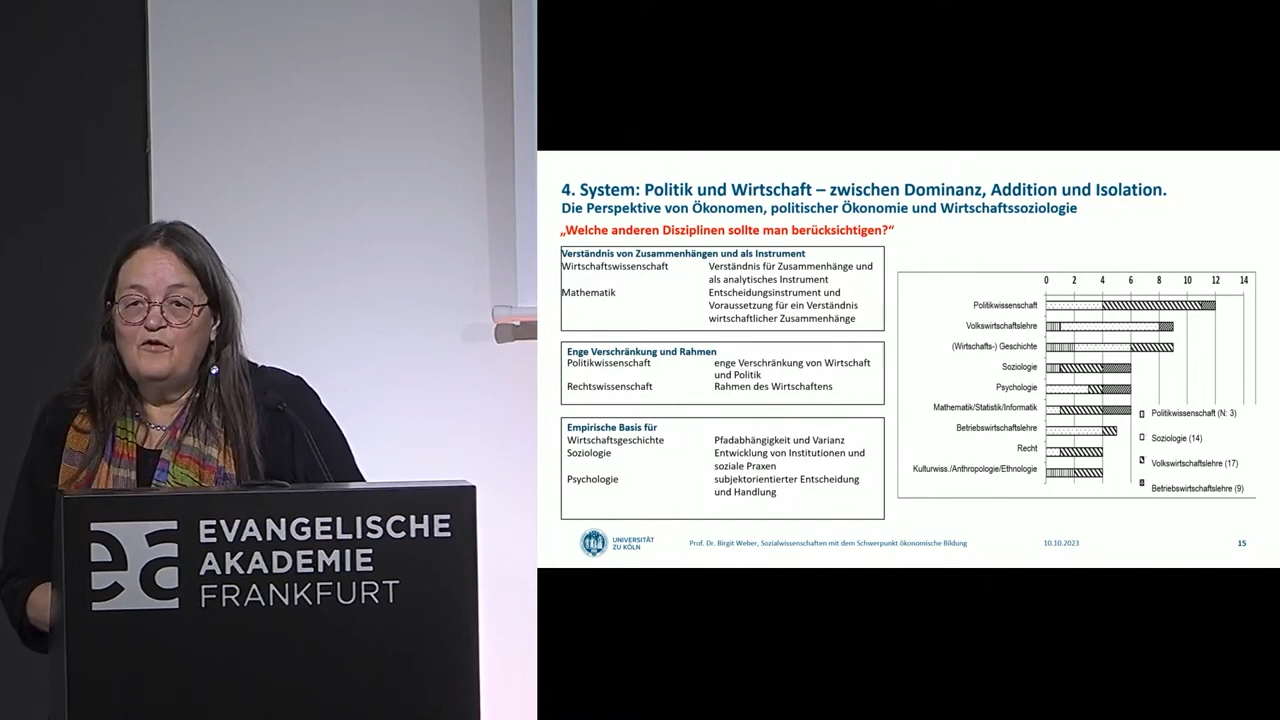 ea
EVANGELISCHE
AKADEMIE
FRANKFURT
4. System: Politik und Wirtschaft – zwischen Dominanz, Addition und Isolation.
Die Perspektive von Ökonomen, politischer Ökonomie und Wirtschaftssoziologie
„Welche anderen Disziplinen sollte man berücksichtigen?“
Verständnis von Zusammenhängen und als Instrument
Wirtschaftswissenschaft Verständnis für Zusammenhänge und
als analytisches Instrument
Mathematik Entscheidungsinstrument und
Voraussetzung für ein Verständnis
wirtschaftlicher Zusammenhänge
Enge Verschränkung und Rahmen
Politikwissenschaft enge Verschränkung von Wirtschaft
und Politik
Rechtswissenschaft Rahmen des Wirtschaftens
Empirische Basis für
Wirtschaftsgeschichte Pfadabhängigkeit und Varianz
Soziologie Entwicklung von Institutionen und
soziale Praxen
Psychologie subjektorientierter Entscheidung
und Handlung
0 2 4 6 8 10 12 14
Politikwissenschaft
Volkswirtschaftslehre
(Wirtschafts-) Geschichte
Soziologie
Psychologie
Mathematik/Statistik/Informatik
Betriebswirtschaftslehre
Recht
Kulturwiss./Anthropologie/Ethnologie
Politikwissenschaft (N: 3)
Soziologie (14)
Volkswirtschaftslehre (17)
Betriebswirtschaftslehre (9)
UNIVERSITÄT
ZU KÖLN
Prof. Dr. Birgit Weber, Sozialwissenschaften mit dem Schwerpunkt ökonomische Bildung
10.10.2023
15